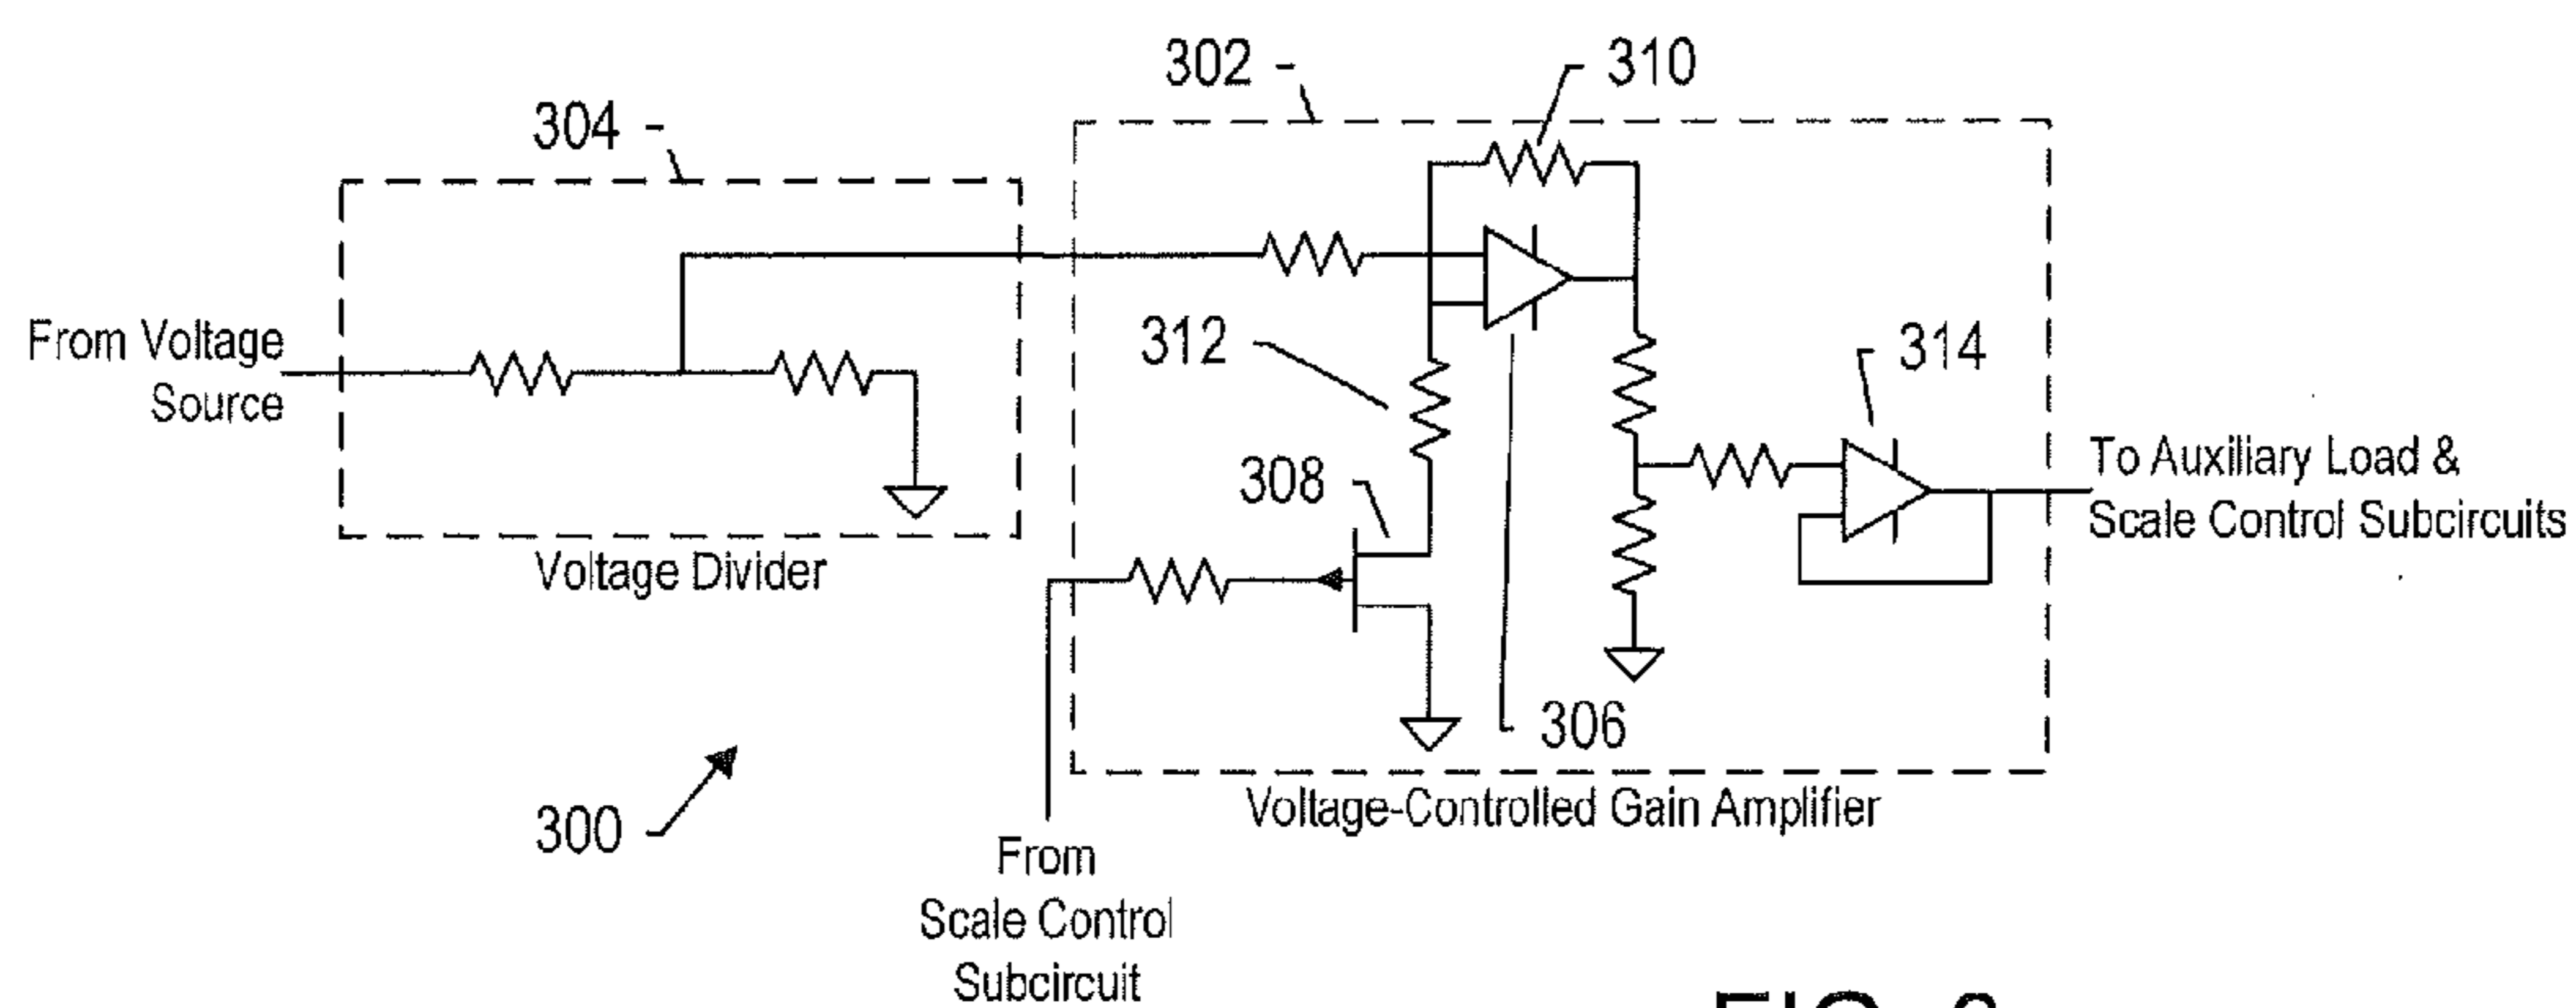 302
310
304
From Voltage
Source
312
314
308
To Auxiliary Load &
Scale Control Subcircuits
Voltage Divider
306
300
Voltage-Controlled Gain Amplifier
From
Scale Control
Subcircuit